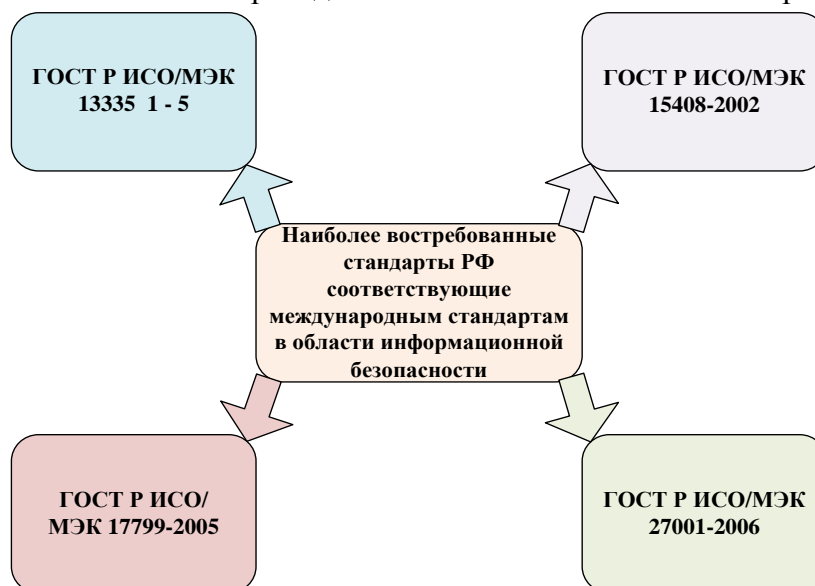 ГОСТ Р ИСО/МЭК
13335 1 - 5
ГОСТ Р ИСО/МЭК
15408-2002
Наиболее востребованные
стандарты РФ
соответствующие
международным стандартам
в области информационной
безопасности
ГОСТ Р ИСО/
МЭК 17799-2005
ГОСТ Р ИСО/МЭК
27001-2006